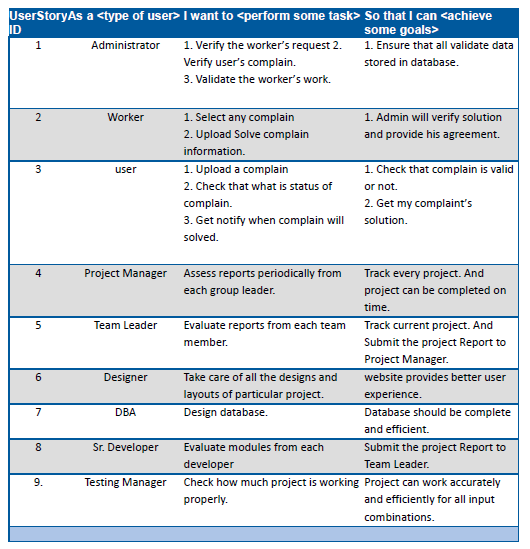 UserStory ID As a <type of user> I want to <perform some task> So that I can <achieve some goals>
1 Administrator 1. Verify the worker's request 2. Verify user's complain. 3. Validate the worker's work. 1. Ensure that all validate data stored in database.
2 Worker 1. Select any complain 2. Upload Solve complain information. 1. Admin will verify solution and provide his agreement.
3 user 1. Upload a complain 2. Check that what is status of complain. 3. Get notify when complain will solved. 1. Check that complain is valid or not. 2. Get my complaint's solution.
4 Project Manager Assess reports periodically from each group leader. Track every project. And project can be completed on time.
5 Team Leader Evaluate reports from each team member. Track current project. And Submit the project Report to Project Manager.
6 Designer Take care of all the designs and layouts of particular project. website provides better user experience.
7 DBA Design database. Database should be complete and efficient.
8 Sr. Developer Evaluate modules from each developer Submit the project Report to Team Leader.
9. Testing Manager Check how much project is working properly. Project can work accurately and efficiently for all input combinations.